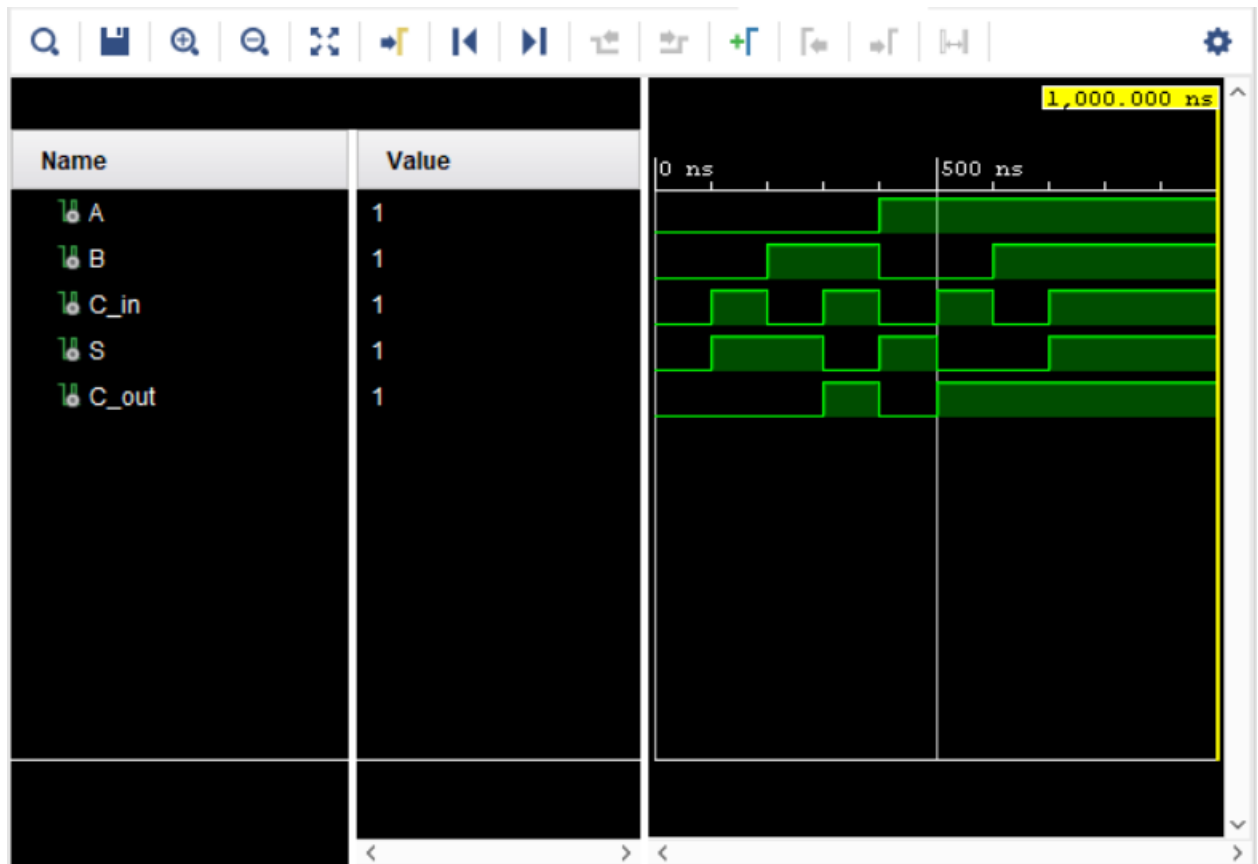 1,000.000 ns
Name Value
0 ns 500 ns
A 1
B 1
C_in 1
S 1
C_out 1